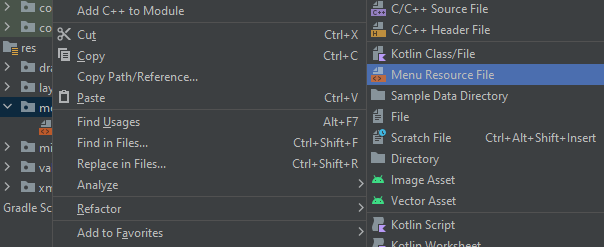 co
co
res
dra
lay
me
mi
va
xm
Gradle Sc
Add C++ to Module
Cut Ctrl+X
Copy Ctrl+C
Copy Path/Reference...
Paste Ctrl+V
Find Usages Alt+F7
Find in Files... Ctrl+Shift+F
Replace in Files... Ctrl+Shift+R
Analyze
Refactor
Add to Favorites
C/C++ Source File
C/C++ Header File
Kotlin Class/File
Menu Resource File
Sample Data Directory
File
Scratch File Ctrl+Alt+Shift+Insert
Directory
Image Asset
Vector Asset
Kotlin Script
Kotlin Worksheet